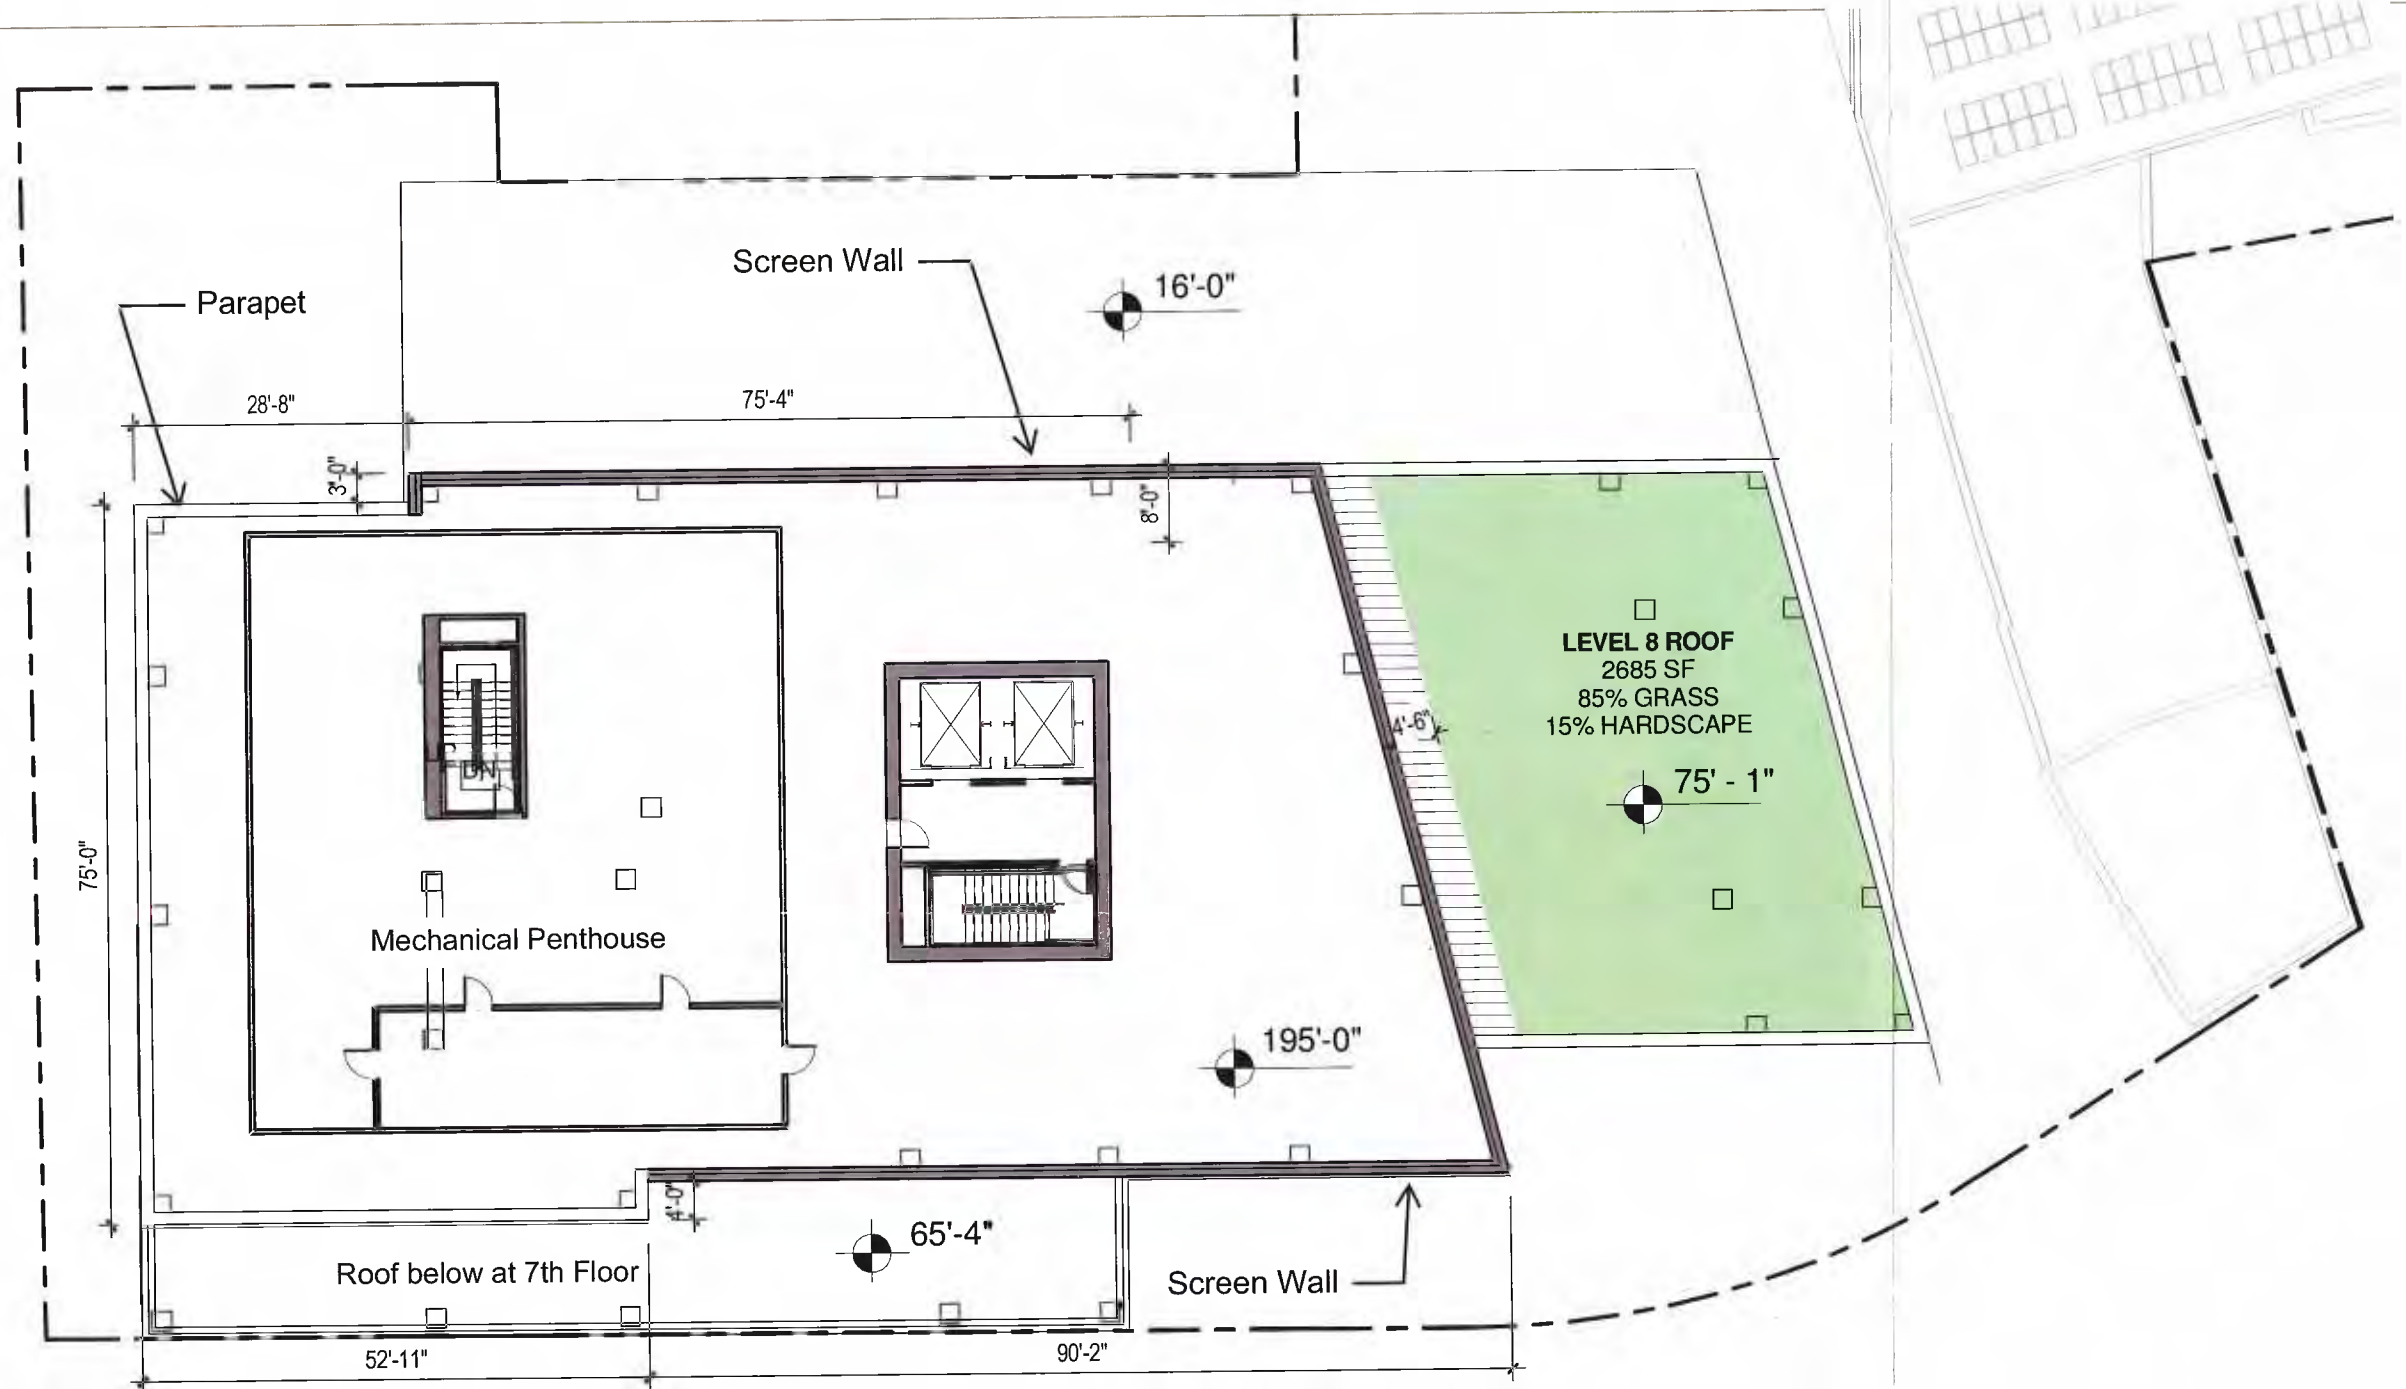 Screen Wall
16'-0"
Parapet
28'-8"
75'-4"
3'-0"
8'-0"
LEVEL 8 ROOF
2685 SF
85% GRASS
15% HARDSCAPE
4'-6"
75' - 1"
DN
75'-0"
Mechanical Penthouse
195'-0"
4'-0"
65'-4"
Roof below at 7th Floor
Screen Wall
52'-11"
90'-2"